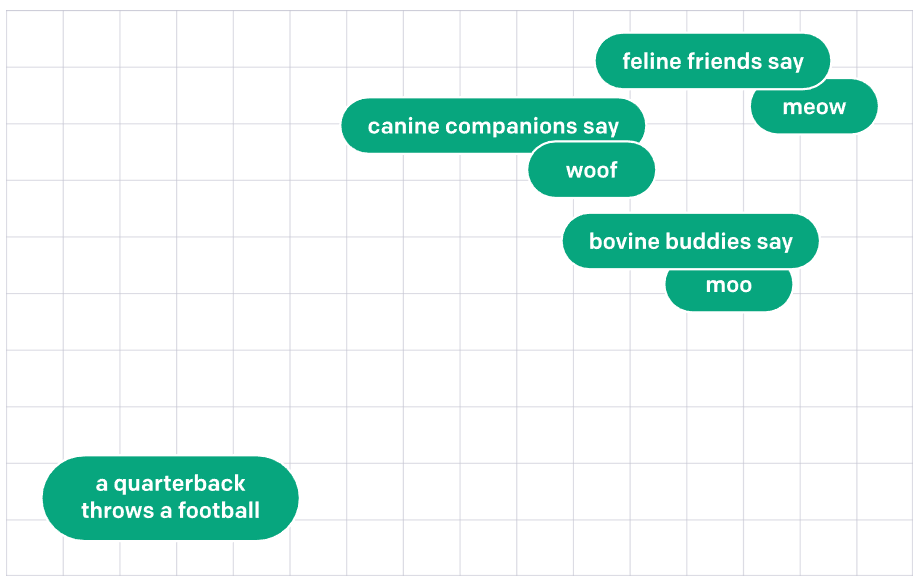 feline friends say
meow
canine companions say
woof
bovine buddies say
moo
a quarterback
throws a football